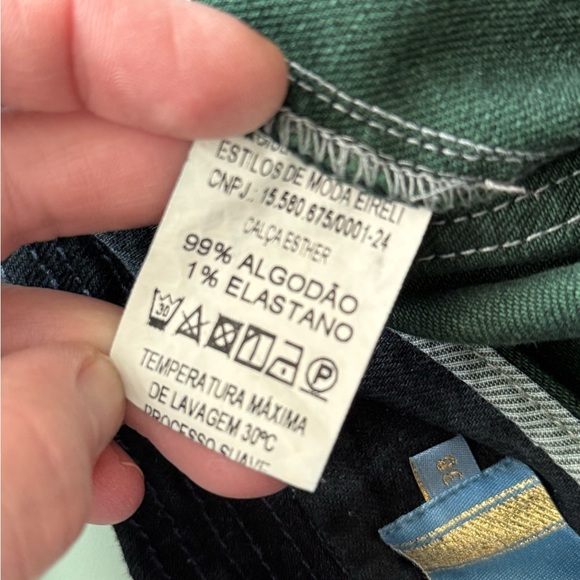 ESTILOS DE MODA EIRELI
CNPJ.: 15.580.675/0001-24
CALÇA ESTHER
99% ALGODÃO
1% ELASTANO
30 P
TEMPERATURA MÁXIMA
DE LAVAGEM 30ºC
PROCESSO SUAVE